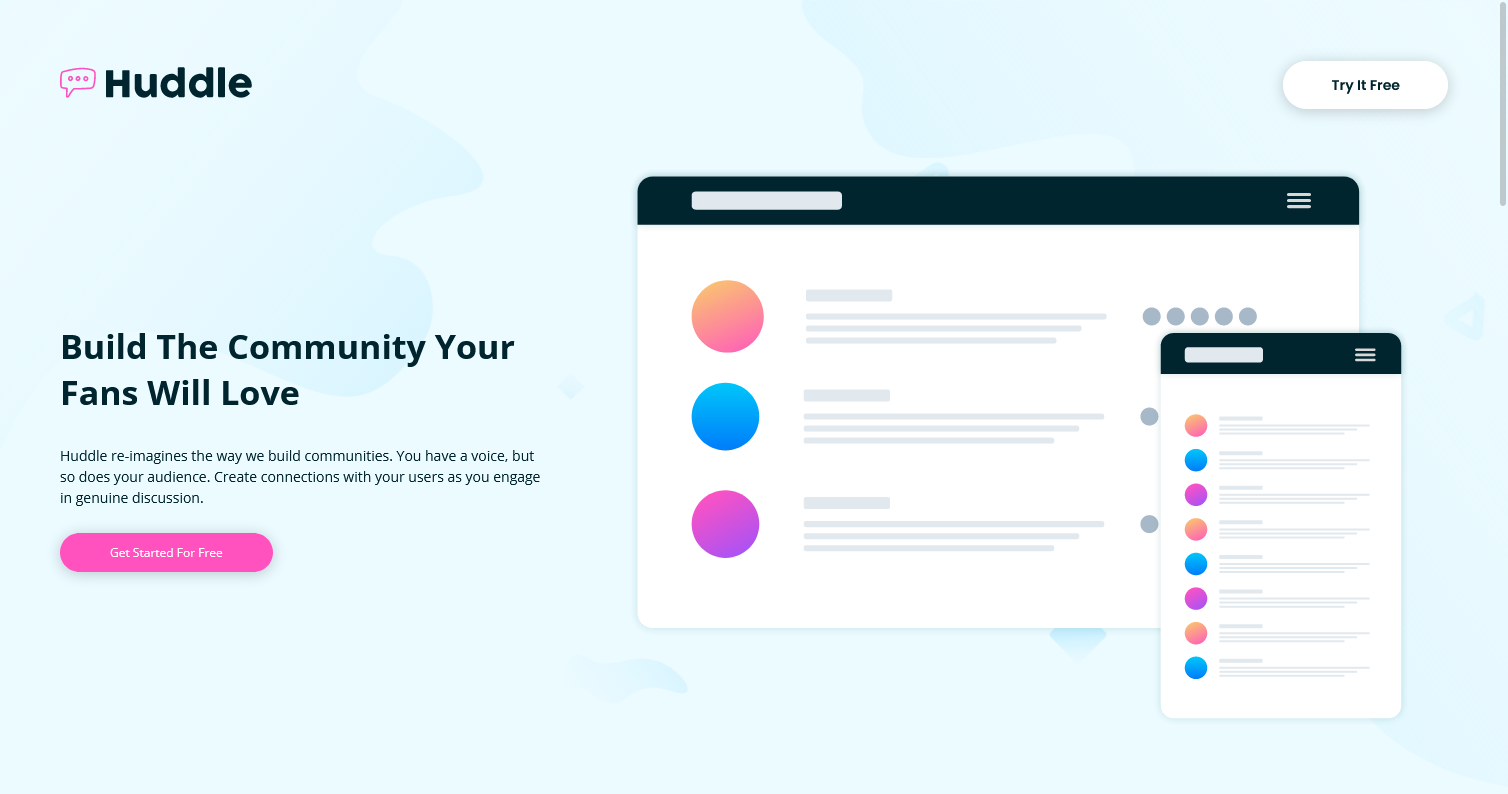 Huddle
Try It Free
Build The Community Your
Fans Will Love
Huddle re-imagines the way we build communities. You have a voice, but
so does your audience. Create connections with your users as you engage
in genuine discussion.
Get Started For Free